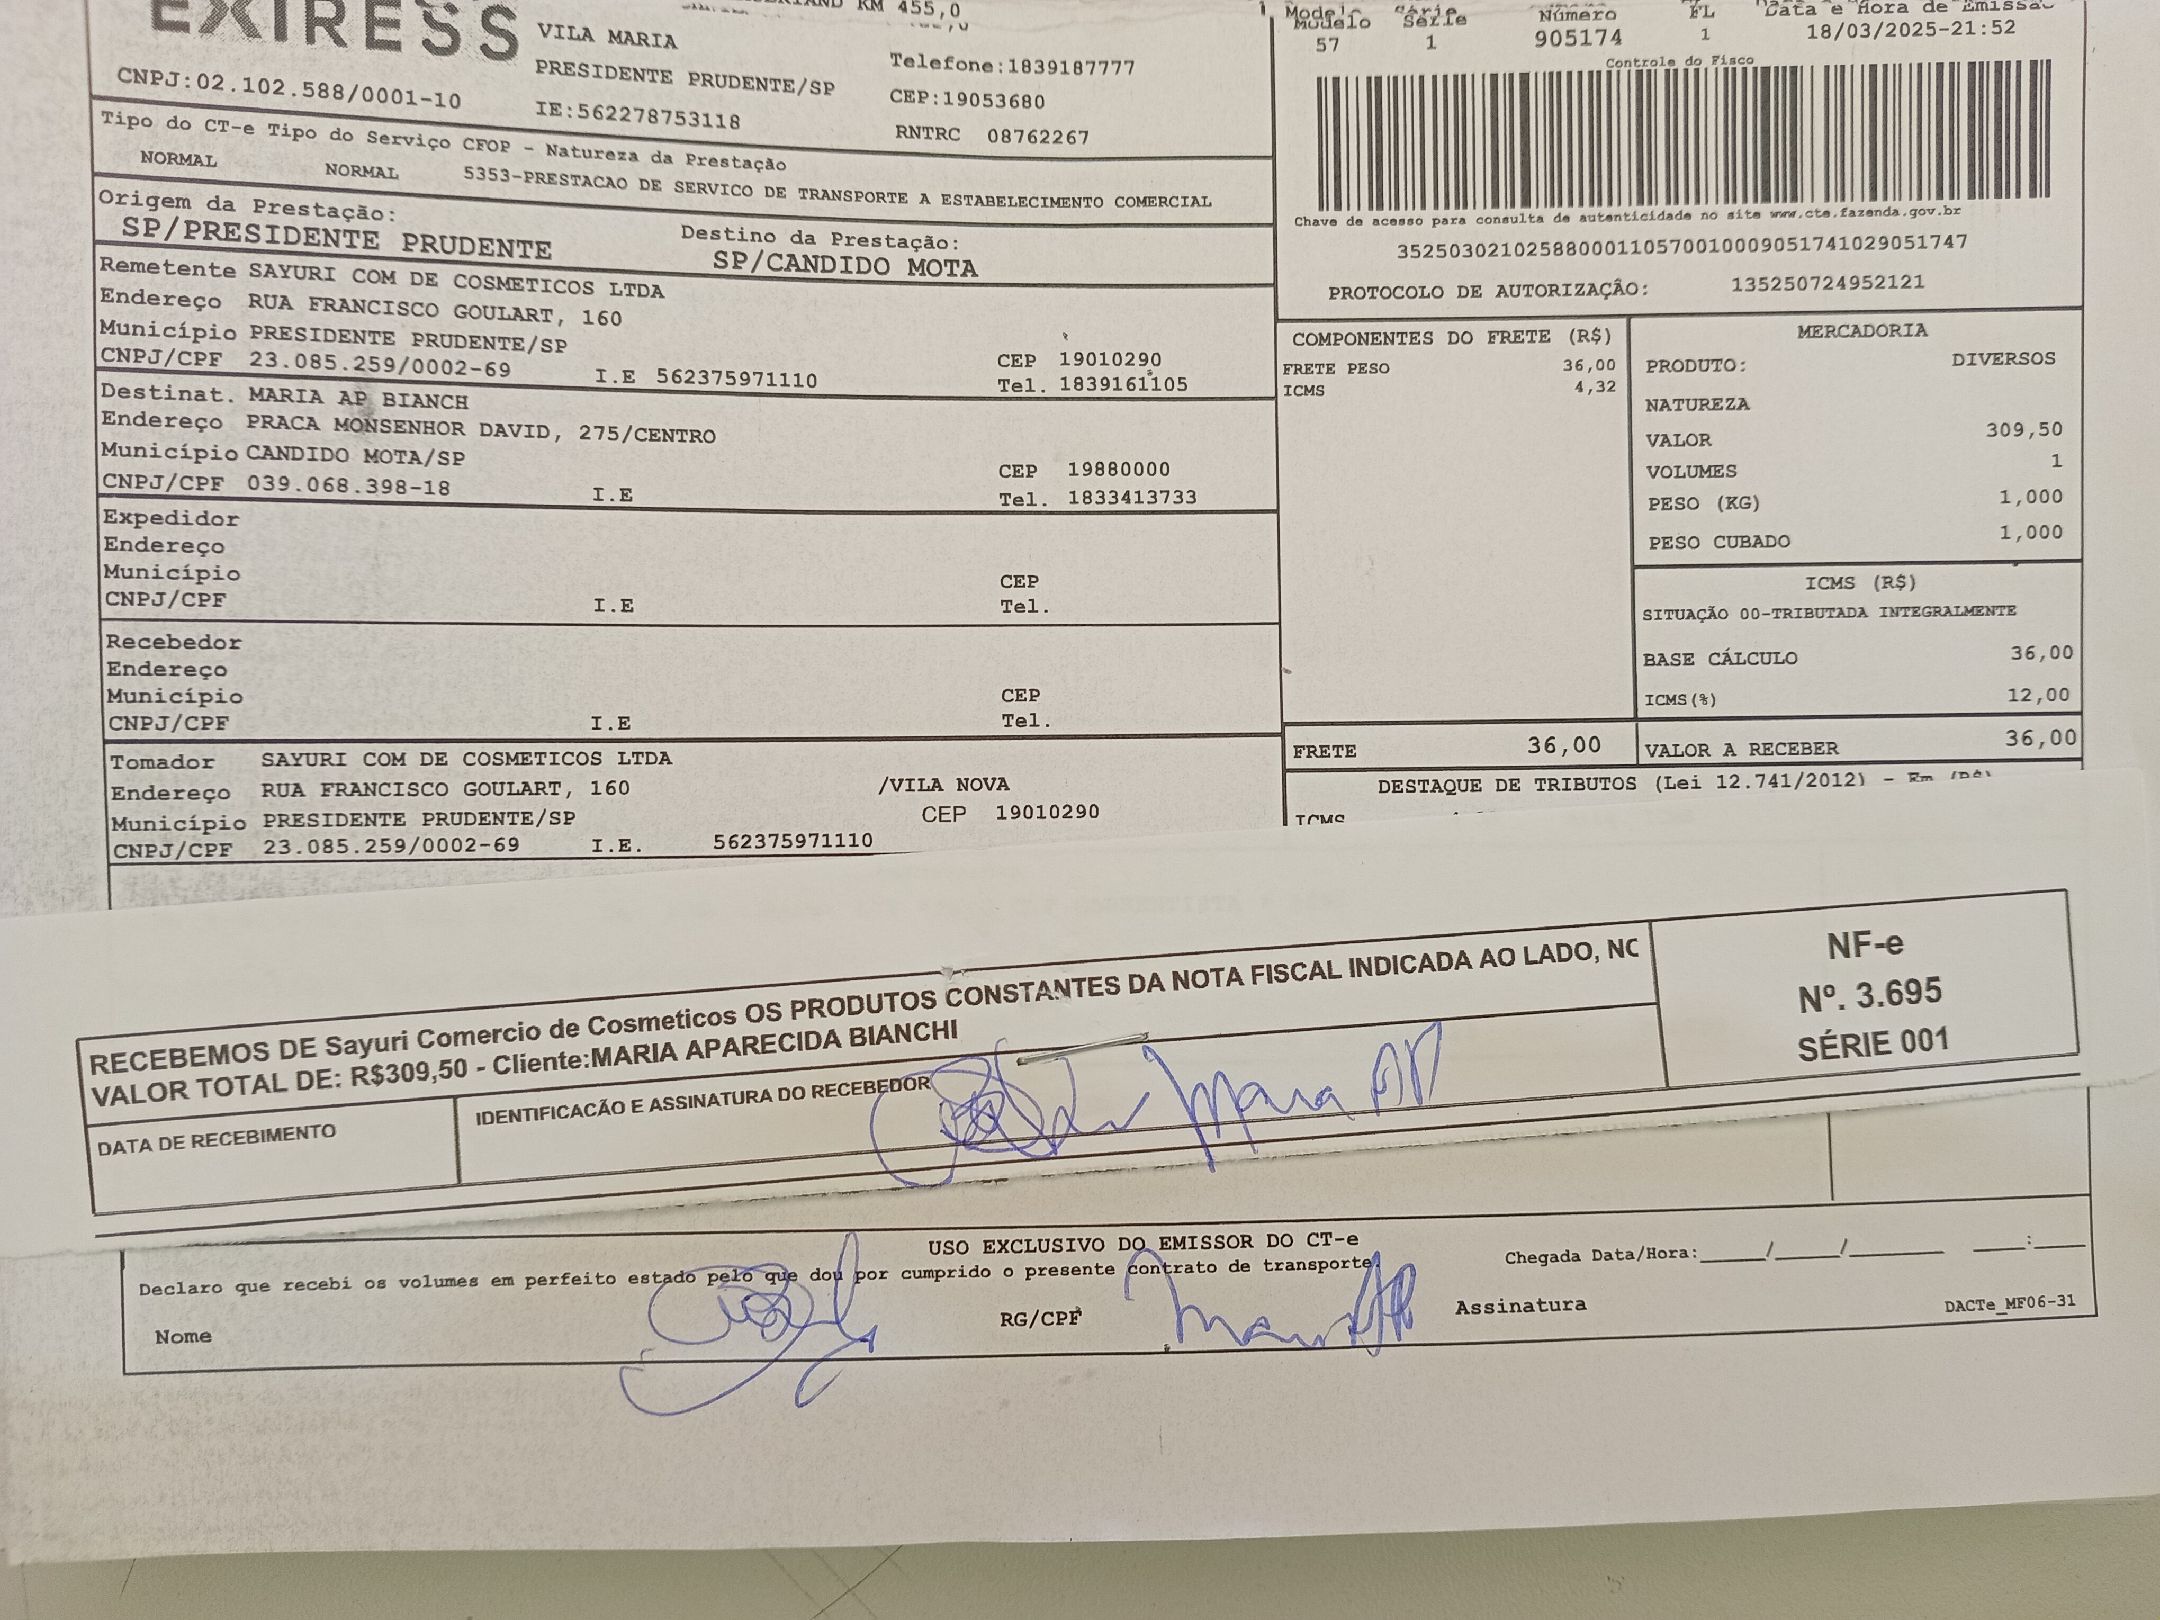 EXIRESS
KM 455,0
VILA MARIA
PRESIDENTE PRUDENTE/SP
Telefone:1839187777
CNPJ:02.102.588/0001-10
IE:562278753118
CEP:19053680
RNTRC 08762267
Modelo Série Número FL Data e Hora de Emissão
57 1 905174 1 18/03/2025-21:52
Controle do Fisco
Chave de acesso para consulta de autenticidade no site www.cte.fazenda.gov.br
35250302102588000110570010009051741029051747
PROTOCOLO DE AUTORIZAÇÃO: 135250724952121
Tipo do CT-e Tipo do Serviço CFOP - Natureza da Prestação
NORMAL NORMAL 5353-PRESTACAO DE SERVICO DE TRANSPORTE A ESTABELECIMENTO COMERCIAL
Origem da Prestação: Destino da Prestação:
SP/PRESIDENTE PRUDENTE SP/CANDIDO MOTA
Remetente SAYURI COM DE COSMETICOS LTDA
Endereço RUA FRANCISCO GOULART, 160
Município PRESIDENTE PRUDENTE/SP CEP 19010290
CNPJ/CPF 23.085.259/0002-69 I.E 562375971110 Tel. 1839161105
Destinat. MARIA AP BIANCH
Endereço PRACA MONSENHOR DAVID, 275/CENTRO
Município CANDIDO MOTA/SP CEP 19880000
CNPJ/CPF 039.068.398-18 I.E Tel. 1833413733
Expedidor
Endereço
Município CEP
CNPJ/CPF I.E Tel.
Recebedor
Endereço
Município CEP
CNPJ/CPF I.E Tel.
Tomador SAYURI COM DE COSMETICOS LTDA
Endereço RUA FRANCISCO GOULART, 160 /VILA NOVA
Município PRESIDENTE PRUDENTE/SP CEP 19010290
CNPJ/CPF 23.085.259/0002-69 I.E. 562375971110
COMPONENTES DO FRETE (R$)
FRETE PESO 36,00
ICMS 4,32
MERCADORIA
PRODUTO: DIVERSOS
NATUREZA
VALOR 309,50
VOLUMES 1
PESO (KG) 1,000
PESO CUBADO 1,000
ICMS (R$)
SITUAÇÃO 00-TRIBUTADA INTEGRALMENTE
BASE CÁLCULO 36,00
ICMS(%) 12,00
FRETE 36,00 VALOR A RECEBER 36,00
DESTAQUE DE TRIBUTOS (Lei 12.741/2012) - Em (R$)
ICMS
RECEBEMOS DE Sayuri Comercio de Cosmeticos OS PRODUTOS CONSTANTES DA NOTA FISCAL INDICADA AO LADO, NO
VALOR TOTAL DE: R$309,50 - Cliente:MARIA APARECIDA BIANCHI
DATA DE RECEBIMENTO
IDENTIFICACÃO E ASSINATURA DO RECEBEDOR
Maria AP
NF-e
Nº. 3.695
SÉRIE 001
USO EXCLUSIVO DO EMISSOR DO CT-e
Declaro que recebi os volumes em perfeito estado pelo que dou por cumprido o presente contrato de transporte.
Chegada Data/Hora:_____/_____/_______ ____:____
Nome RG/CPF Maria AP Assinatura
DACTe_MF06-31